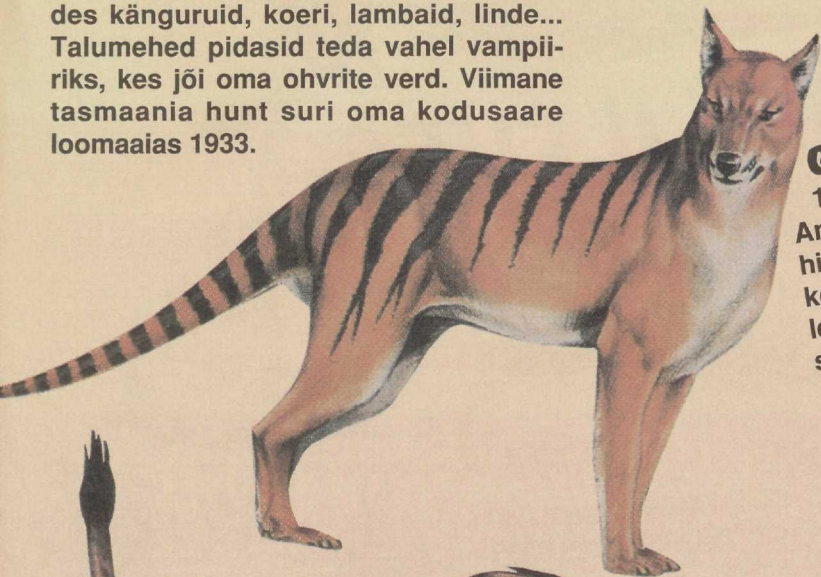 des känguruid, koeri, lambaid, linde...
Talumehed pidasid teda vahel vampii-
riks, kes jõi oma ohvrite verd. Viimane
tasmaania hunt suri oma kodusaare
loomaaias 1933.